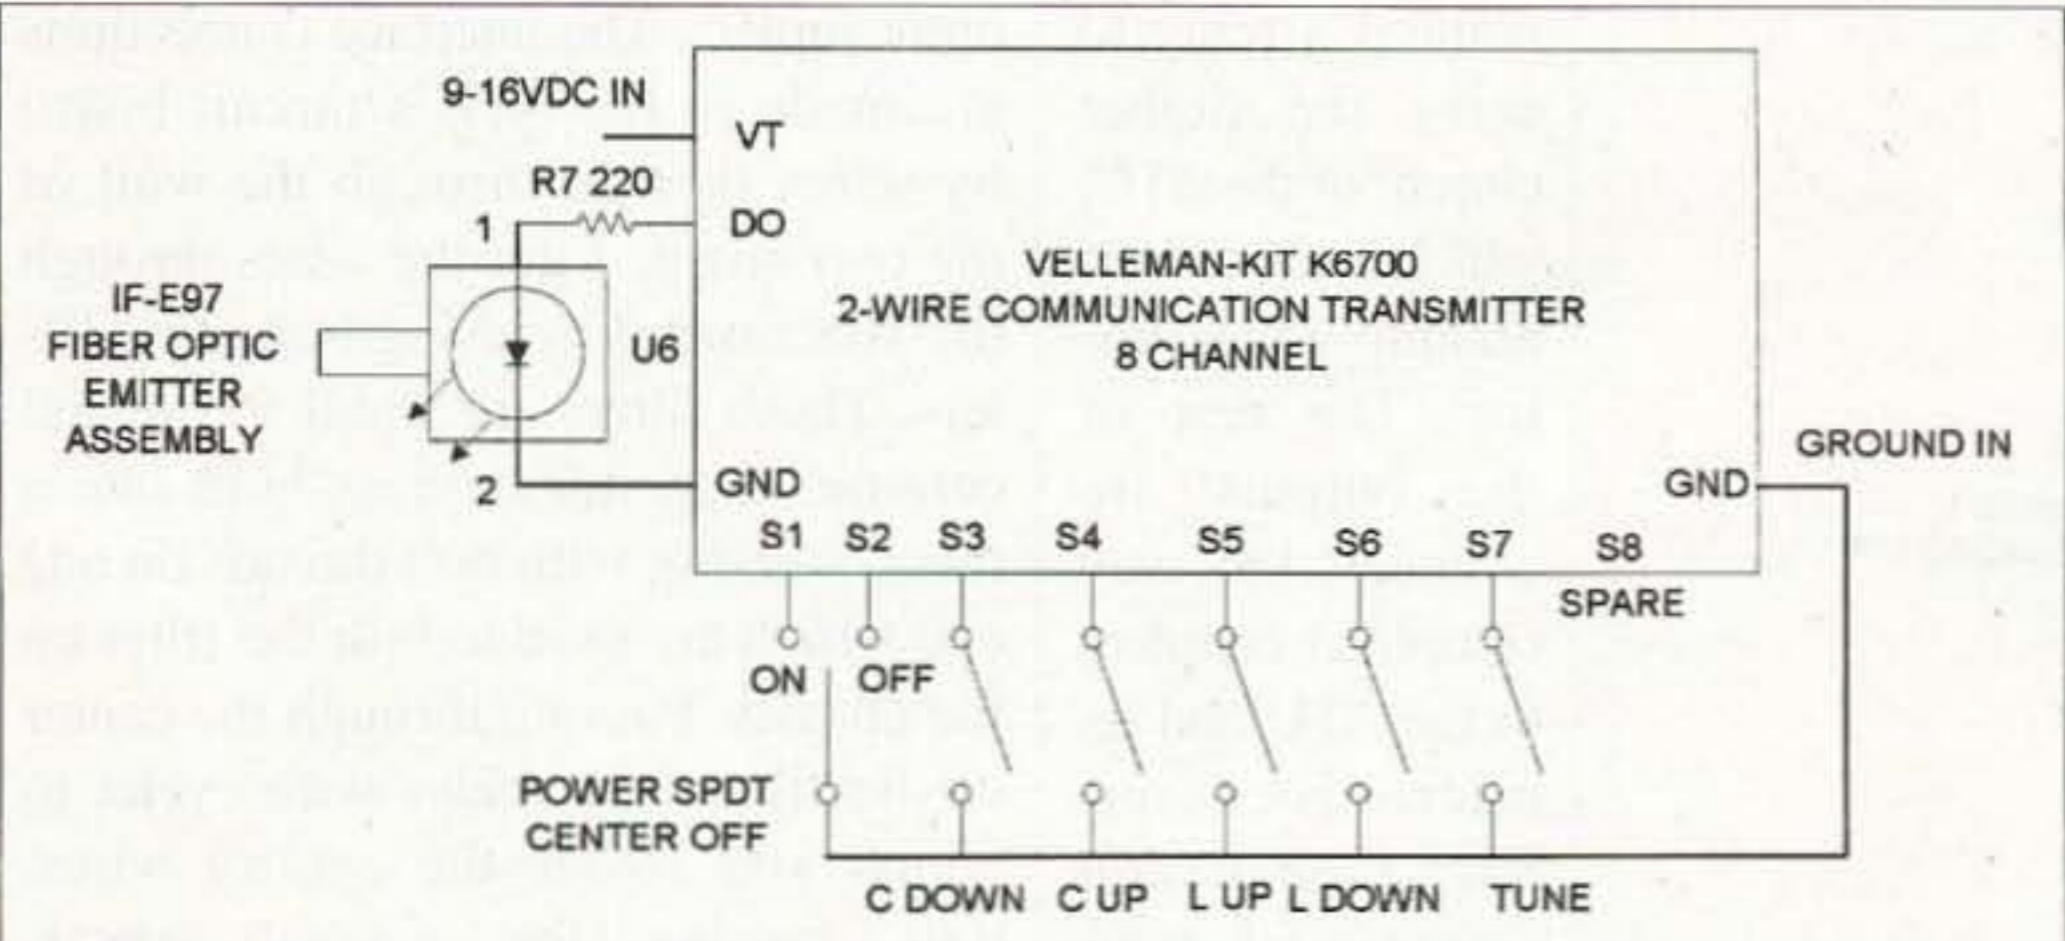 9-16VDC IN
VT
R7 220
1
DO
VELLEMAN-KIT K6700
2-WIRE COMMUNICATION TRANSMITTER
8 CHANNEL
IF-E97
FIBER OPTIC
EMITTER
ASSEMBLY
U6
2
GND
GND
GROUND IN
S1 S2 S3 S4 S5 S6 S7 S8
SPARE
ON OFF
POWER SPDT
CENTER OFF
C DOWN C UP L UP L DOWN TUNE